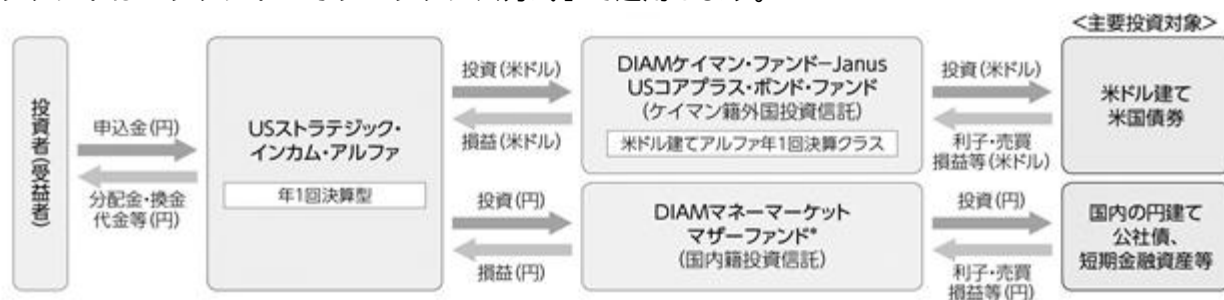 <主要投資対象>
投資者(受益者)
申込金(円)
分配金・換金
代金等(円)
USストラテジック・
インカム・アルファ
年1回決算型
投資(米ドル)
損益(米ドル)
DIAMケイマン・ファンドーJanus
USコアプラス・ボンド・ファンド
(ケイマン籍外国投資信託)
米ドル建てアルファ年1回決算クラス
投資(米ドル)
利子・売買
損益等(米ドル)
米ドル建て
米国債券
投資(円)
損益(円)
DIAMマネーマーケット
マザーファンド*
(国内籍投資信託)
投資(円)
利子・売買
損益等(円)
国内の円建て
公社債、
短期金融資産等